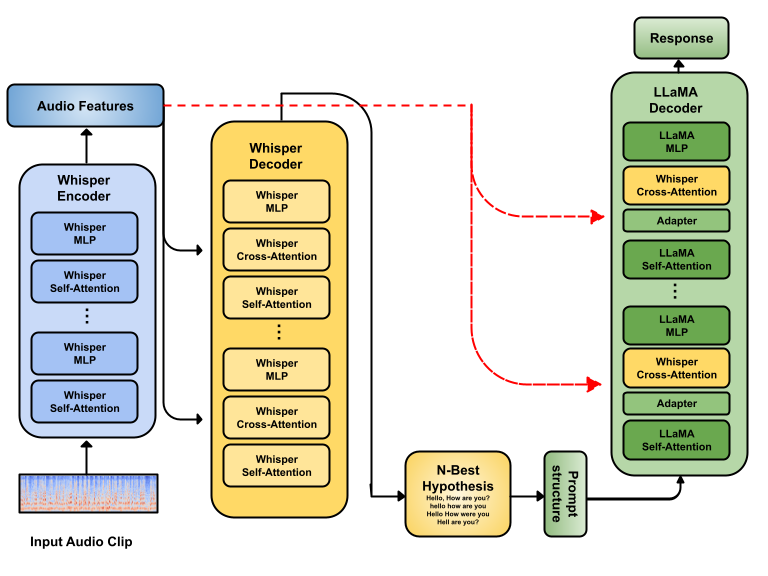 Response
Audio Features
LLaMA
Decoder
LLaMA
MLP
Whisper
Cross-Attention
Adapter
LLaMA
Self-Attention
LLaMA
MLP
Whisper
Cross-Attention
Adapter
LLaMA
Self-Attention
Whisper
Decoder
Whisper
MLP
Whisper
Cross-Attention
Whisper
Self-Attention
Whisper
MLP
Whisper
Cross-Attention
Whisper
Self-Attention
Whisper
Encoder
Whisper
MLP
Whisper
Self-Attention
Whisper
MLP
Whisper
Self-Attention
N-Best
Hypothesis
Hello, How are you?
hello how are you
Hello How were you
Hell are you?
Prompt
structure
Input Audio Clip